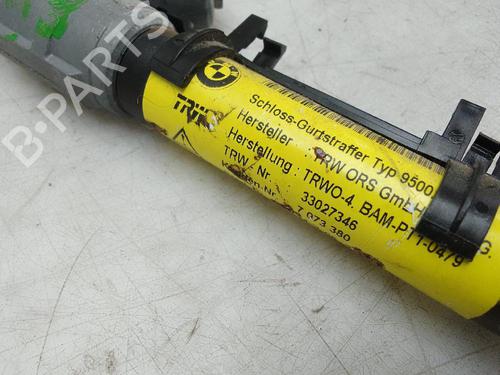 B-PARTS
BMW
TRW
Schloss-Gurtstraffer Typ 9500
Hersteller : TRW ORS GmbH G.
Herstellung : TRWO-4. BAM-PT1-0479
TRW - Nr. 33027346
7 073 380